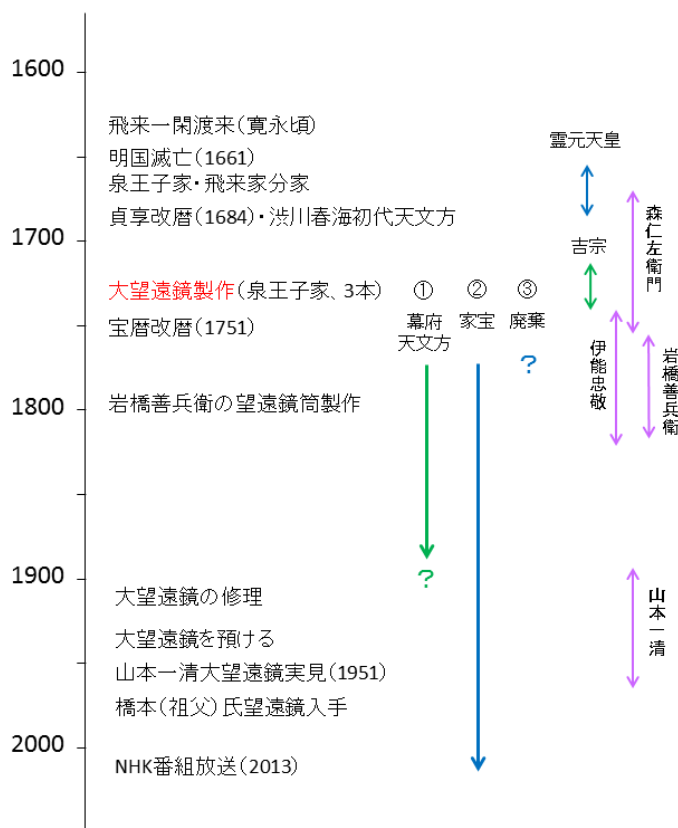 1600
飛来一閑渡来(寛永頃)
霊元天皇
明国滅亡(1661)
泉王子家・飛来家分家
貞享改暦(1684)・渋川春海初代天文方
1700
森仁左衛門
吉宗
大望遠鏡製作(泉王子家、3本)
① ② ③
宝暦改暦(1751)
幕府
天文方
家宝
廃棄
?
伊能忠敬
岩橋善兵衛
1800
岩橋善兵衛の望遠鏡筒製作
1900
?
大望遠鏡の修理
山本一清
大望遠鏡を預ける
山本一清大望遠鏡実見(1951)
橋本(祖父)氏望遠鏡入手
2000
NHK番組放送(2013)